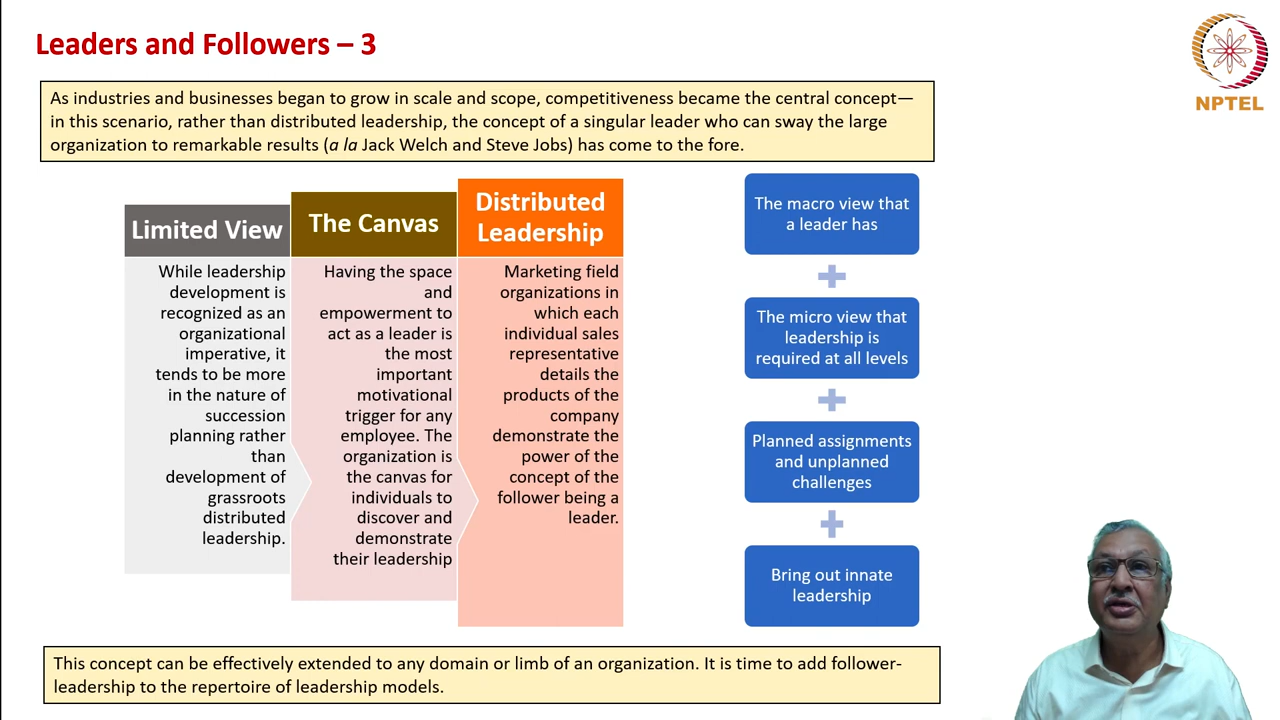 Leaders and Followers – 3
NPTEL
As industries and businesses began to grow in scale and scope, competitiveness became the central concept—
in this scenario, rather than distributed leadership, the concept of a singular leader who can sway the large
organization to remarkable results (a la Jack Welch and Steve Jobs) has come to the fore.
Limited View
While leadership
development is
recognized as an
organizational
imperative, it
tends to be more
in the nature of
succession
planning rather
than
development of
grassroots
distributed
leadership.
The Canvas
Having the space
and
empowerment to
act as a leader is
the most
important
motivational
trigger for any
employee. The
organization is
the canvas for
individuals to
discover and
demonstrate
their leadership
Distributed
Leadership
Marketing field
organizations in
which each
individual sales
representative
details the
products of the
company
demonstrate the
power of the
concept of the
follower being a
leader.
The macro view that
a leader has
The micro view that
leadership is
required at all levels
Planned assignments
and unplanned
challenges
Bring out innate
leadership
This concept can be effectively extended to any domain or limb of an organization. It is time to add follower-
leadership to the repertoire of leadership models.